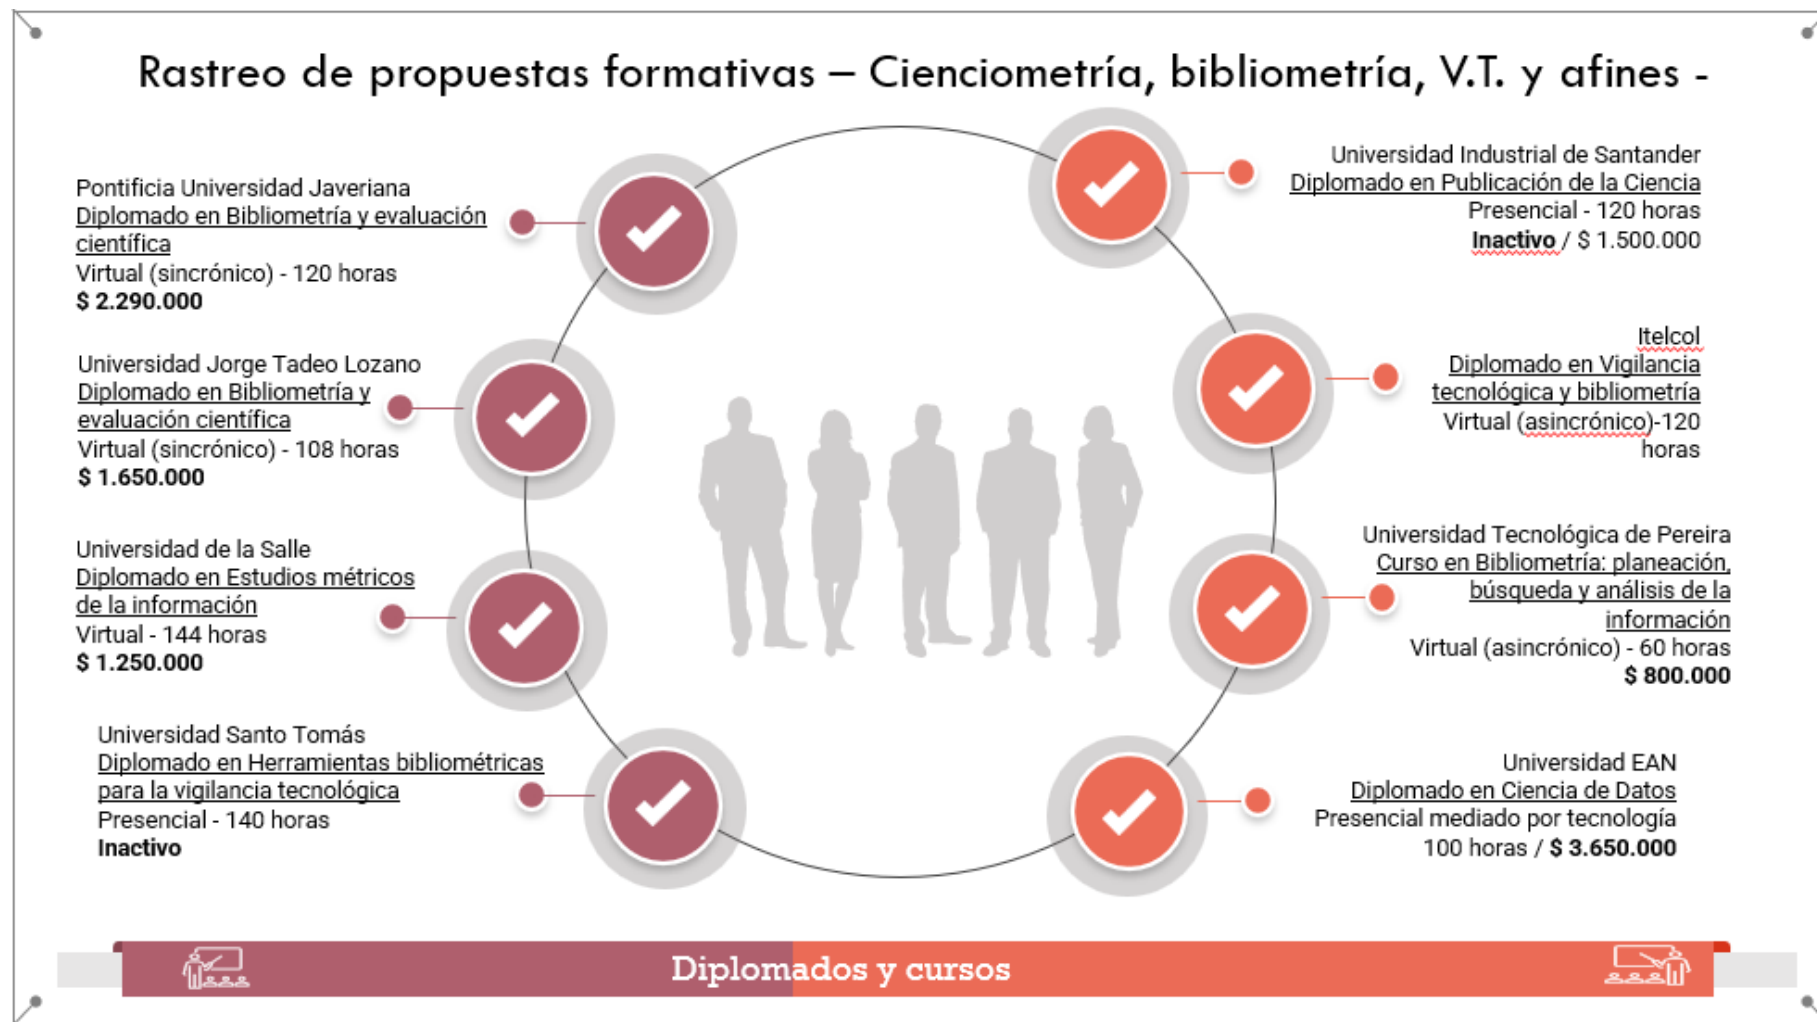 Rastreo de propuestas formativas – Cienciometría, bibliometría, V.T. y afines -
Pontificia Universidad Javeriana
Diplomado en Bibliometría y evaluación
científica
Virtual (sincrónico) - 120 horas
$ 2.290.000
Universidad Jorge Tadeo Lozano
Diplomado en Bibliometría y
evaluación científica
Virtual (sincrónico) - 108 horas
$ 1.650.000
Universidad de la Salle
Diplomado en Estudios métricos
de la información
Virtual - 144 horas
$ 1.250.000
Universidad Santo Tomás
Diplomado en Herramientas bibliométricas
para la vigilancia tecnológica
Presencial - 140 horas
Inactivo
Universidad Industrial de Santander
Diplomado en Publicación de la Ciencia
Presencial - 120 horas
Inactivo / $ 1.500.000
Itelcol
Diplomado en Vigilancia
tecnológica y bibliometría
Virtual (asincrónico)-120
horas
Universidad Tecnológica de Pereira
Curso en Bibliometría: planeación,
búsqueda y análisis de la
información
Virtual (asincrónico) - 60 horas
$ 800.000
Universidad EAN
Diplomado en Ciencia de Datos
Presencial mediado por tecnología
100 horas / $ 3.650.000
Diplomados y cursos